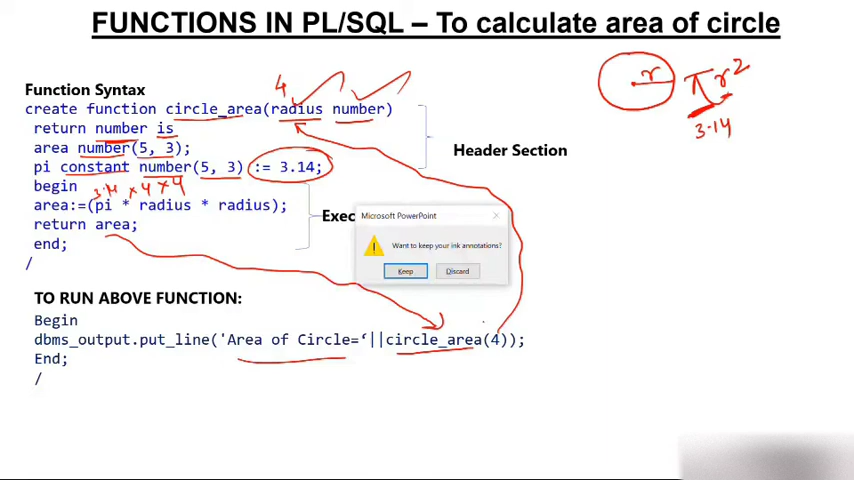 FUNCTIONS IN PL/SQL – To calculate area of circle
r
πr²
3.14
Function Syntax
4
create function circle_area(radius number)
return number is
area number(5, 3);
Header Section
pi constant number(5, 3) := 3.14;
begin
3.14 × 4 × 4
area:=(pi * radius * radius);
Exec
return area;
end;
/
Microsoft PowerPoint
Want to keep your ink annotations?
Keep
Discard
TO RUN ABOVE FUNCTION:
Begin
dbms_output.put_line('Area of Circle=‘||circle_area(4));
End;
/